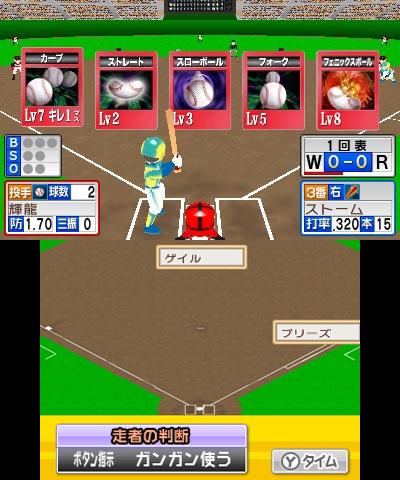 カーブ
ストレート
スローボール
フォーク
フェニックスボール
Lv7 キレ1
Lv2
Lv3
Lv5
Lv8
B
S
O
1回表
W 0-0 R
投手 球数 2
輝龍
防 1.70 三振 0
3番 右
ストーム
打率 .320 本 15
ゲイル
ブリーズ
走者の判断
ボタン指示 ガンガン使う
Ⓨタイム